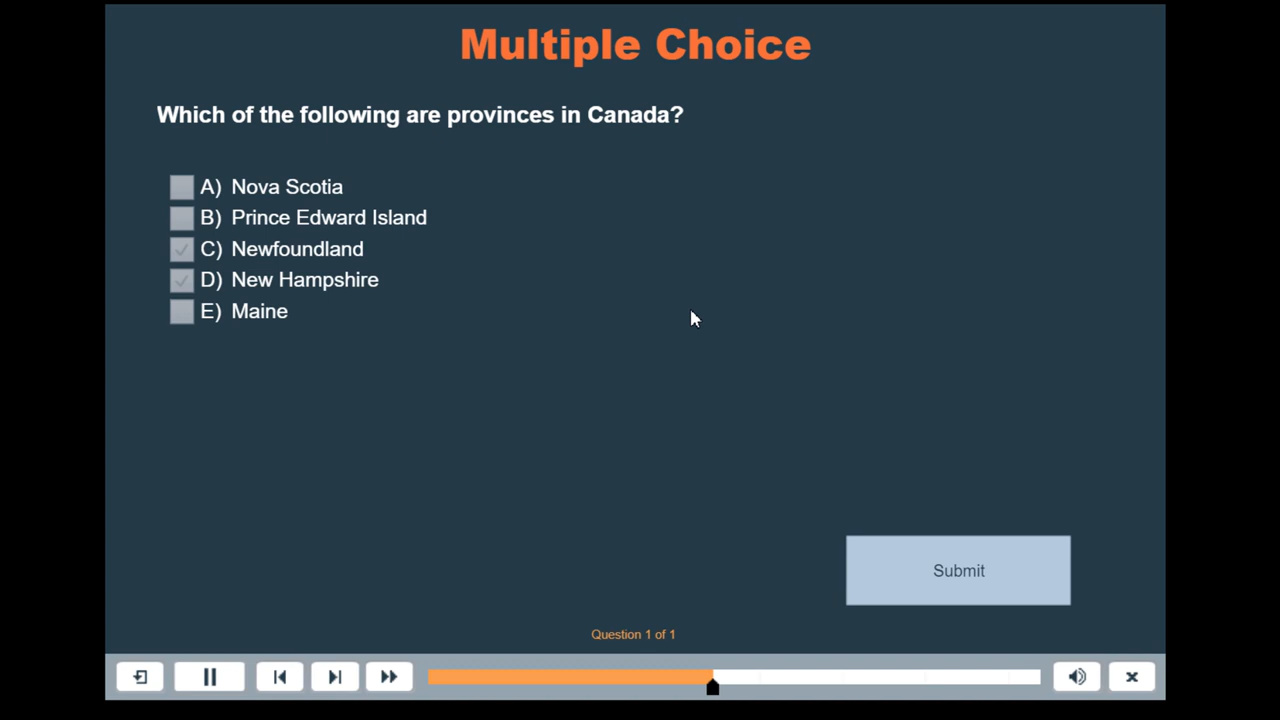 Multiple Choice
Which of the following are provinces in Canada?
A) Nova Scotia
B) Prince Edward Island
C) Newfoundland
D) New Hampshire
E) Maine
Submit
Question 1 of 1